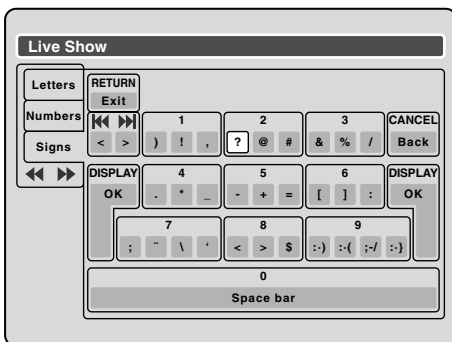 Live Show
Letters
RETURN
Exit
Numbers
1
2
3
CANCEL
< >
) ! ,
? @ #
& % /
Back
Signs
DISPLAY
4
5
6
DISPLAY
OK
. * _
- + =
[ ] :
OK
7
8
9
; ¨ \ ‘
< > $
:·) :·( ;-/ :·}
0
Space bar